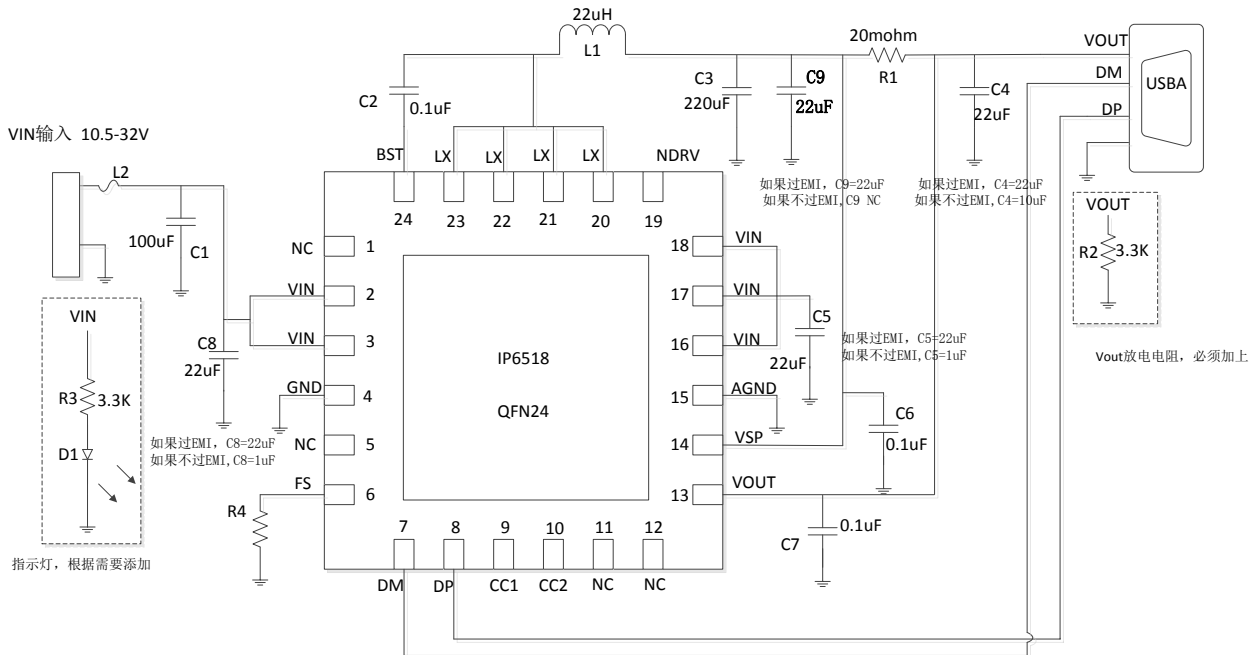 22uH
L1
20mohm
R1
VOUT
DM
DP
USBA
C2
0.1uF
C3
220uF
C9
22uF
C4
22uF
VIN输入 10.5-32V
L2
100uF
C1
BST
LX
LX
LX
LX
NDRV
24
23
22
21
20
19
如果过EMI，C9=22uF
如果不过EMI,C9 NC
如果过EMI，C4=22uF
如果不过EMI,C4=10uF
VOUT
R2
3.3K
Vout放电电阻，必须加上
NC
1
VIN
2
VIN
3
GND
4
NC
5
FS
6
18
VIN
17
VIN
16
VIN
15
AGND
14
VSP
13
VOUT
IP6518
QFN24
C8
22uF
如果过EMI，C8=22uF
如果不过EMI,C8=1uF
C5
22uF
如果过EMI，C5=22uF
如果不过EMI,C5=1uF
C6
0.1uF
0.1uF
C7
VIN
R3
3.3K
D1
指示灯，根据需要添加
R4
7
8
9
10
11
12
DM
DP
CC1
CC2
NC
NC